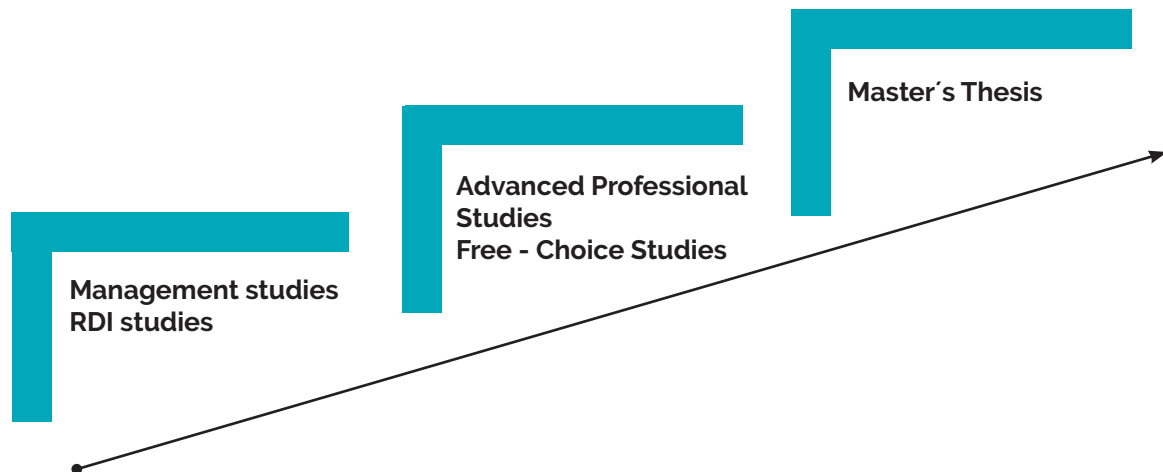 Master´s Thesis
Advanced Professional
Studies
Free - Choice Studies
Management studies
RDI studies